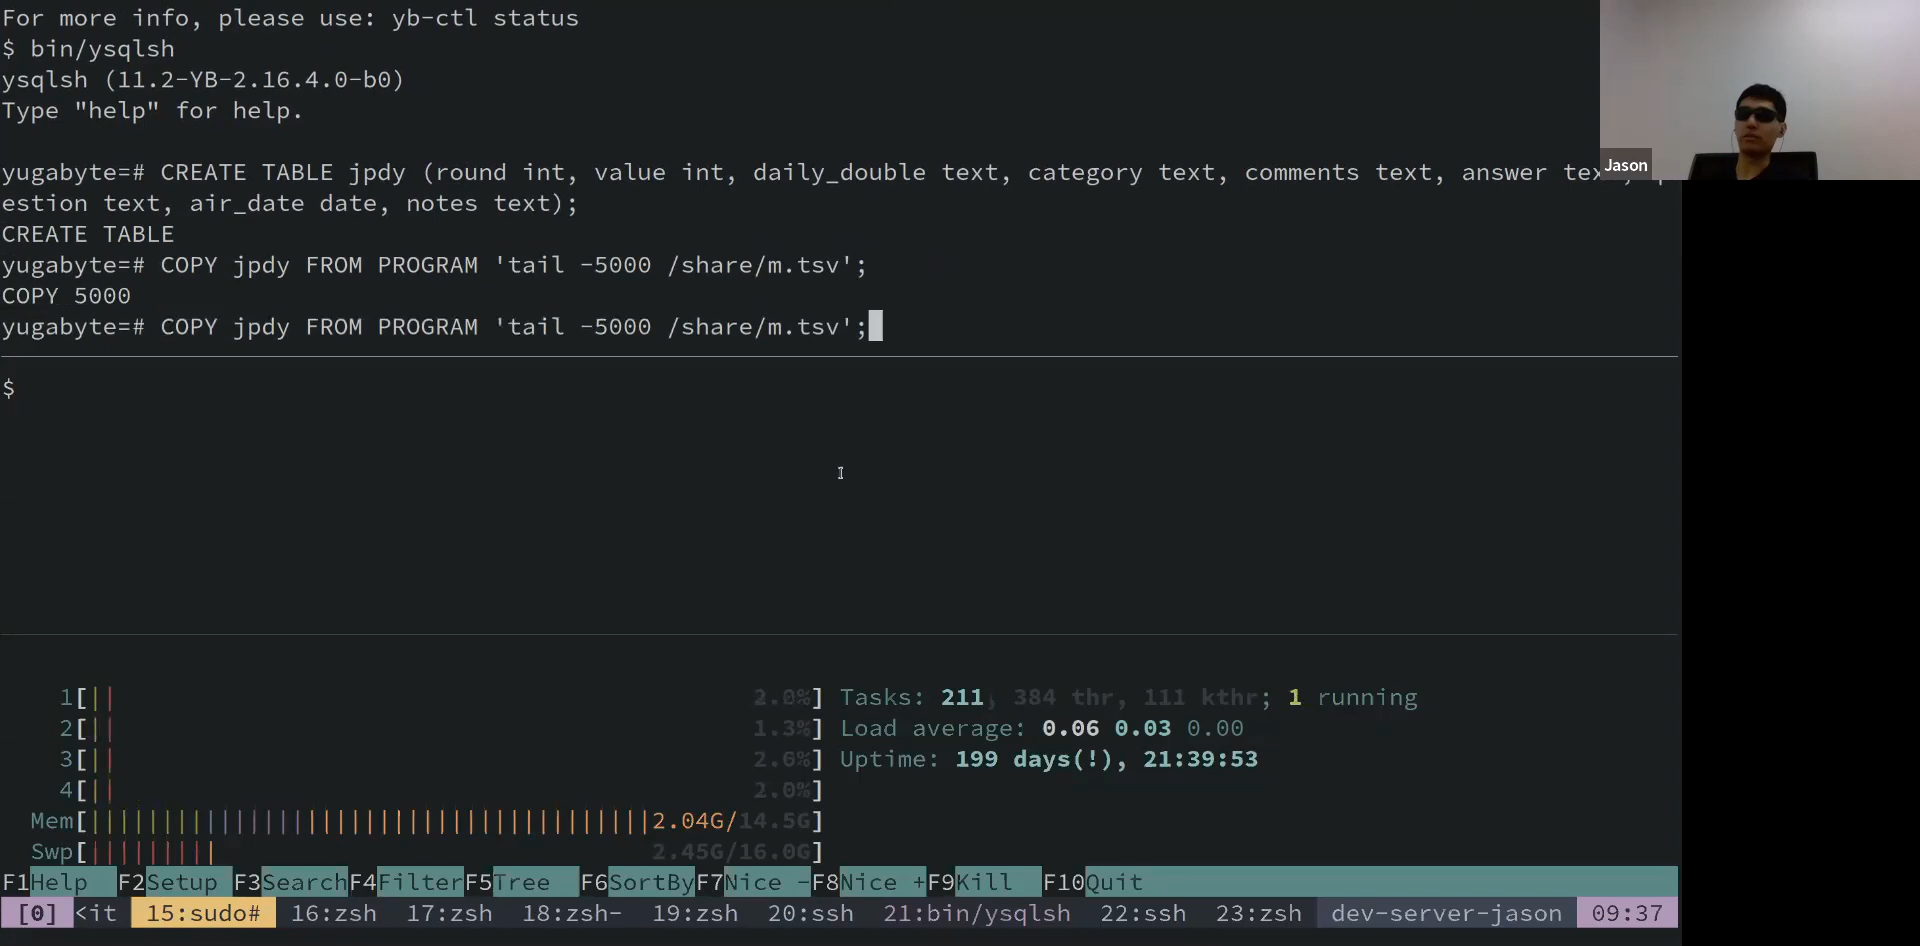 For more info, please use: yb-ctl status
$ bin/ysqlsh
ysqlsh (11.2-YB-2.16.4.0-b0)
Type "help" for help.
yugabyte=# CREATE TABLE jpdy (round int, value int, daily_double text, category text, comments text, answer
estion text, air_date date, notes text);
CREATE TABLE
yugabyte=# COPY jpdy FROM PROGRAM 'tail -5000 /share/m.tsv';
COPY 5000
yugabyte=# COPY jpdy FROM PROGRAM 'tail -5000 /share/m.tsv';
Jason
$
1[|| 2.0%] Tasks: 211, 384 thr, 111 kthr; 1 running
2[|| 1.3%] Load average: 0.06 0.03 0.00
3[|| 2.6%] Uptime: 199 days(!), 21:39:53
4[|| 2.0%]
Mem[ 2.04G/14.5G]
Swp[ 2.45G/16.0G]
F1Help F2Setup F3SearchF4FilterF5Tree F6SortByF7Nice -F8Nice +F9Kill F10Quit
[0] <it 15:sudo# 16:zsh 17:zsh 18:zsh- 19:zsh 20:ssh 21:bin/ysqlsh 22:ssh 23:zsh dev-server-jason 09:37